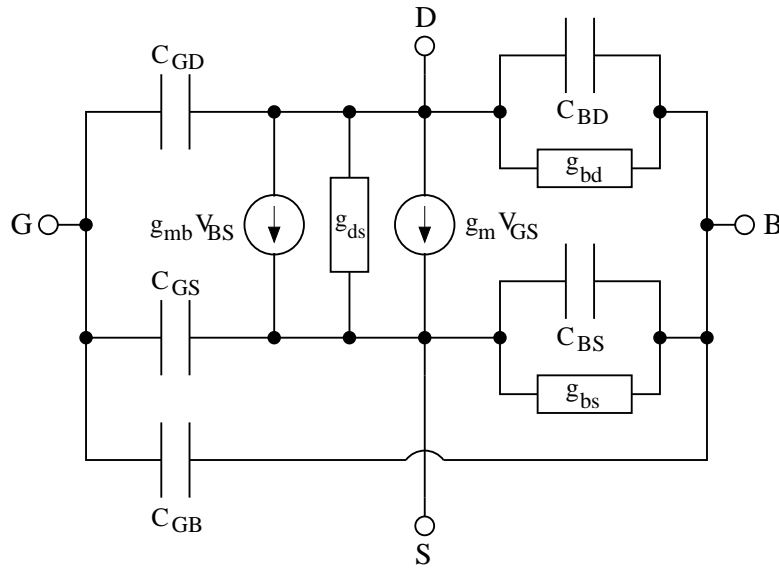 D
C_GD
C_BD
g_bd
G
g_mb V_BS
g_ds
g_m V_GS
B
C_GS
C_BS
g_bs
C_GB
S